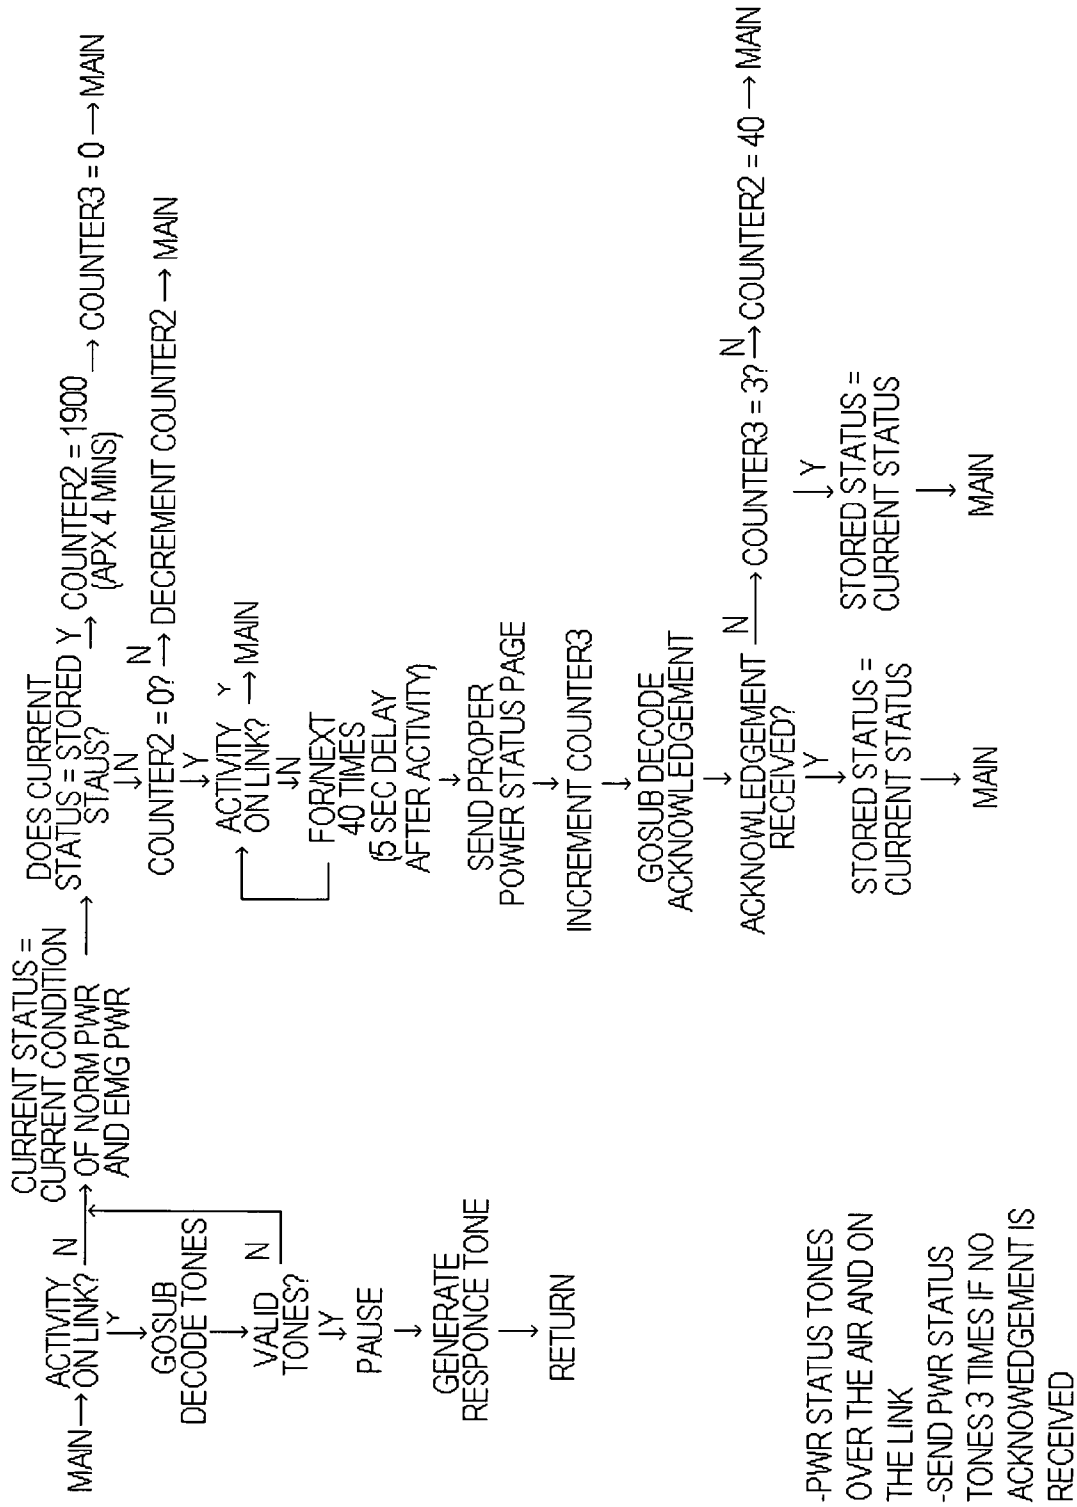 MAIN
ACTIVITY
ON LINK?
N
Y
GOSUB
DECODE TONES
VALID
TONES?
N
Y
PAUSE
GENERATE
RESPONCE TONE
RETURN
CURRENT STATUS =
CURRENT CONDITION
OF NORM PWR
AND EMG PWR
DOES CURRENT
STATUS = STORED
STAUS?
Y
COUNTER2 = 1900
(APX 4 MINS)
COUNTER3 = 0
MAIN
N
COUNTER2 = 0?
N
DECREMENT COUNTER2
MAIN
Y
ACTIVITY
ON LINK?
Y
MAIN
N
FOR/NEXT
40 TIMES
(5 SEC DELAY
AFTER ACTIVITY)
SEND PROPER
POWER STATUS PAGE
INCREMENT COUNTER3
GOSUB DECODE
ACKNOWLEDGEMENT
ACKNOWLEDGEMENT
RECEIVED?
N
COUNTER3 = 3?
N
COUNTER2 = 40
MAIN
Y
STORED STATUS =
CURRENT STATUS
MAIN
Y
STORED STATUS =
CURRENT STATUS
MAIN
-PWR STATUS TONES
OVER THE AIR AND ON
THE LINK
-SEND PWR STATUS
TONES 3 TIMES IF NO
ACKNOWEDGEMENT IS
RECEIVED